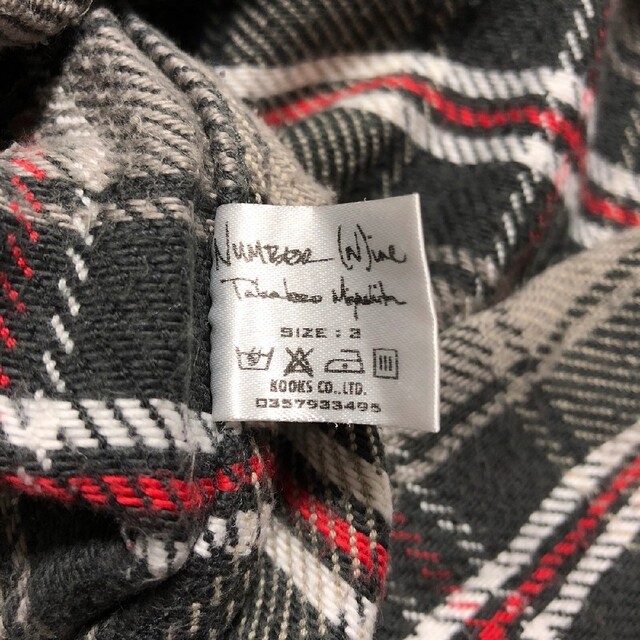 NUMBER (N)ine
Takahiro Miyashita
SIZE : 3
KOOKS CO., LTD.
0357933495